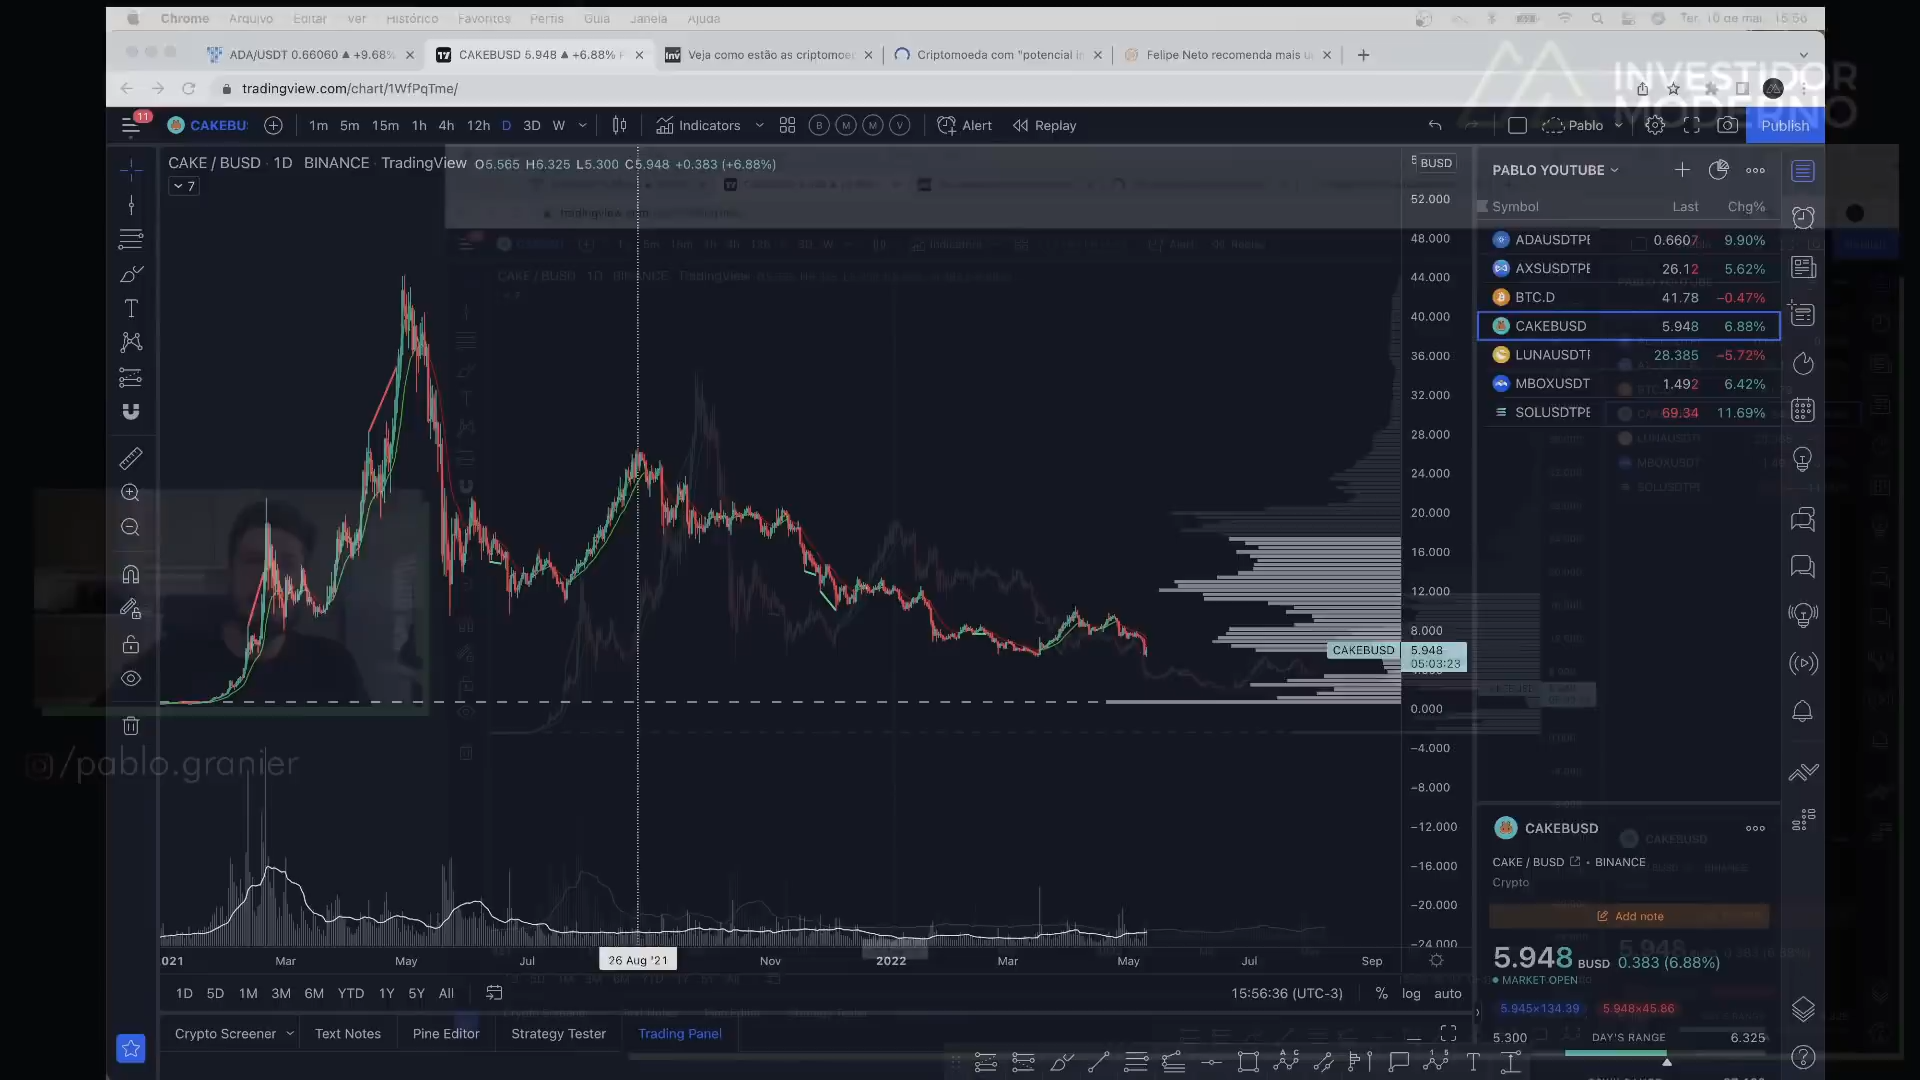 Chrome Arquivo Editar Ver Histórico Favoritos Perfis Guia Janela Ajuda Ter. 10 de mai. 15:56
ADA/USDT 0.66060 ▲ +9.68%
CAKEBUSD 5.948 ▲ +6.88%
Veja como estão as criptomoe
Criptomoeda com "potencial in
Felipe Neto recomenda mais u
tradingview.com/chart/1WfPqTme/
INVESTIDOR
MODERNO
11
CAKEBU
1m 5m 15m 1h 4h 12h D 3D W
Indicators
B M M V
Alert
Replay
Pablo
Publish
CAKE / BUSD · 1D · BINANCE · TradingView O5.565 H6.325 L5.300 C5.948 +0.383 (+6.88%)
7
BUSD
52.000
48.000
44.000
40.000
36.000
32.000
28.000
24.000
20.000
16.000
12.000
8.000
CAKEBUSD 5.948
05:03:23
0.000
−4.000
−8.000
−12.000
−16.000
−20.000
−24.000
PABLO YOUTUBE
Symbol Last Chg%
ADAUSDTPE 0.6607 9.90%
AXSUSDTPE 26.12 5.62%
BTC.D 41.78 −0.47%
CAKEBUSD 5.948 6.88%
LUNAUSDTF 28.385 −5.72%
MBOXUSDT 1.492 6.42%
SOLUSDTPE 69.34 11.69%
/pablo.granier
CAKEBUSD
CAKE / BUSD · BINANCE
Crypto
Add note
5.948 BUSD 0.383 (6.88%)
MARKET OPEN
5.945×134.39 5.948×45.86
5.300 DAY'S RANGE 6.325
021 Mar May Jul 26 Aug '21 Nov 2022 Mar May Jul Sep
1D 5D 1M 3M 6M YTD 1Y 5Y All
15:56:36 (UTC-3) % log auto
Crypto Screener Text Notes Pine Editor Strategy Tester Trading Panel